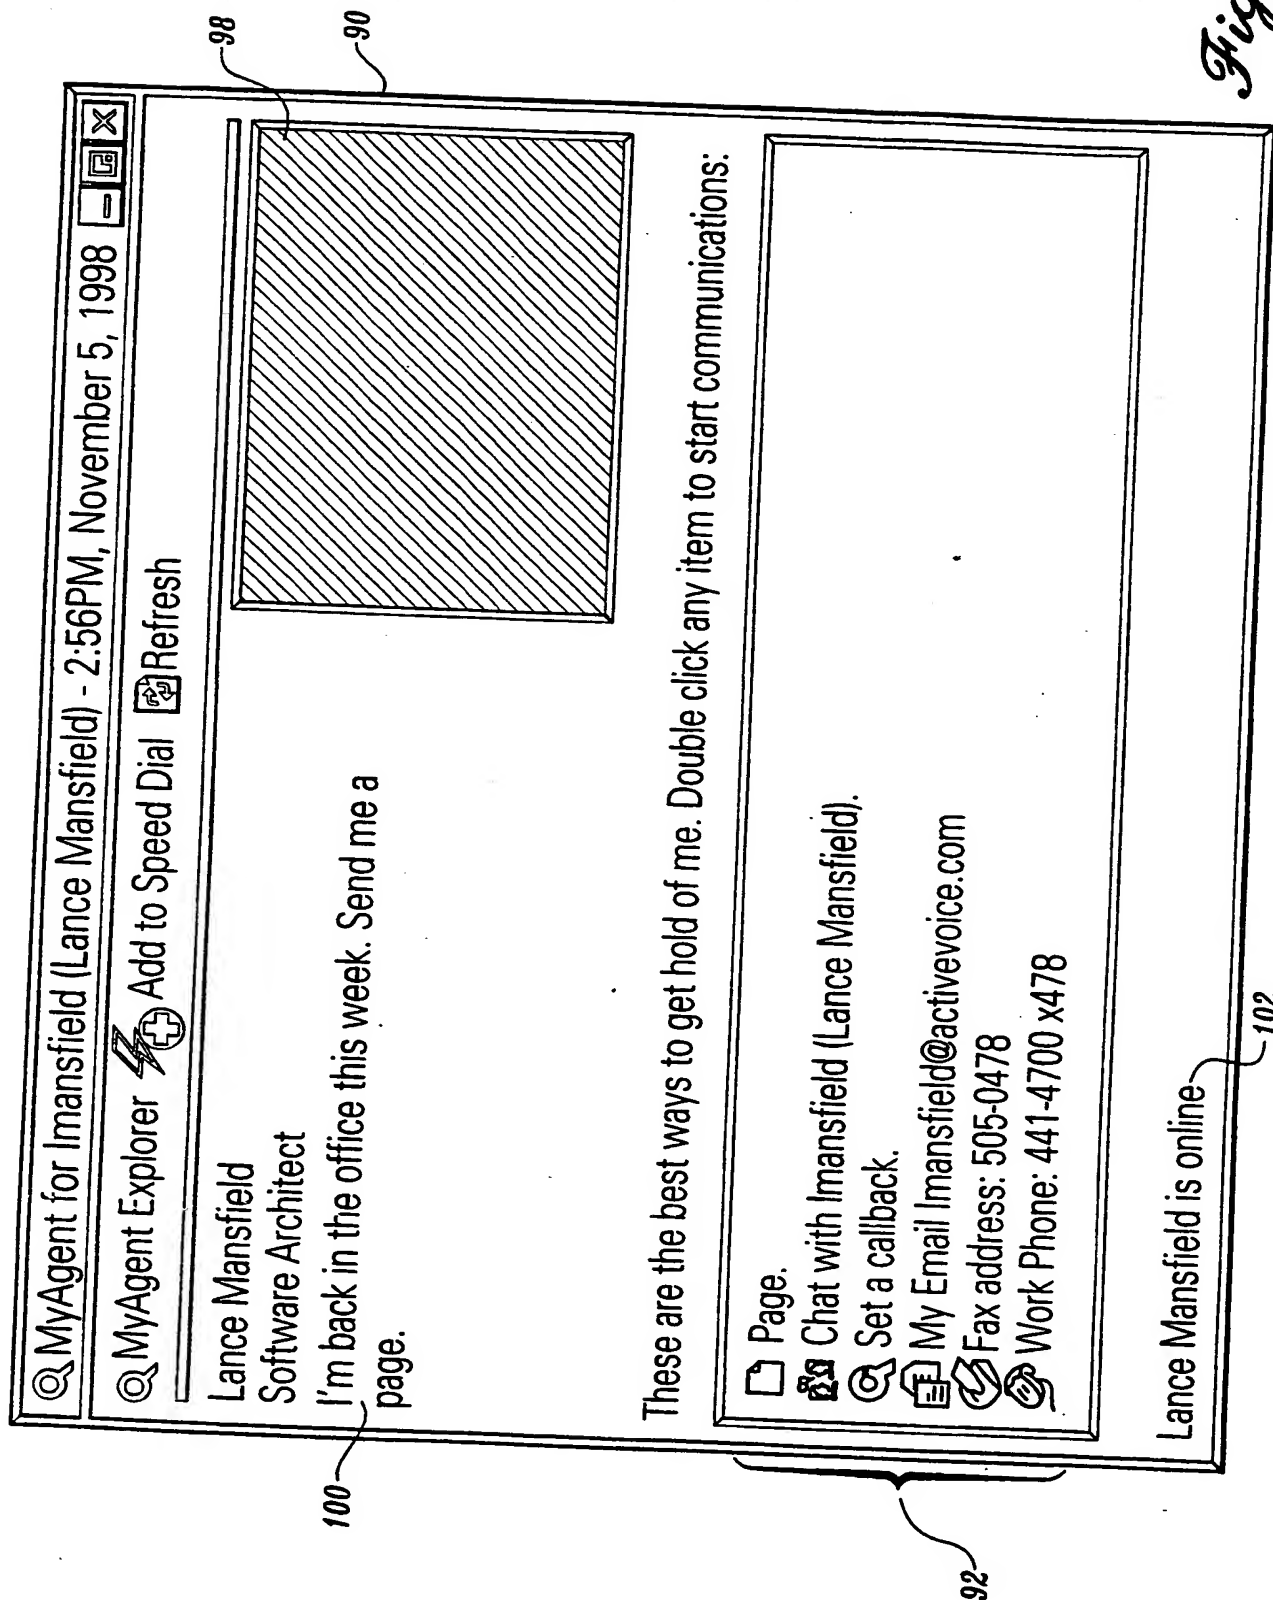 MyAgent for lmansfield (Lance Mansfield) - 2:56PM, November 5, 1998
MyAgent Explorer Add to Speed Dial Refresh
Lance Mansfield
Software Architect
I'm back in the office this week. Send me a
page.
These are the best ways to get hold of me. Double click any item to start communications:
Page.
Chat with lmansfield (Lance Mansfield).
Set a callback.
My Email lmansfield@activevoice.com
Fax address: 505-0478
Work Phone: 441-4700 x478
Lance Mansfield is online
98
90
100
92
102
Fig